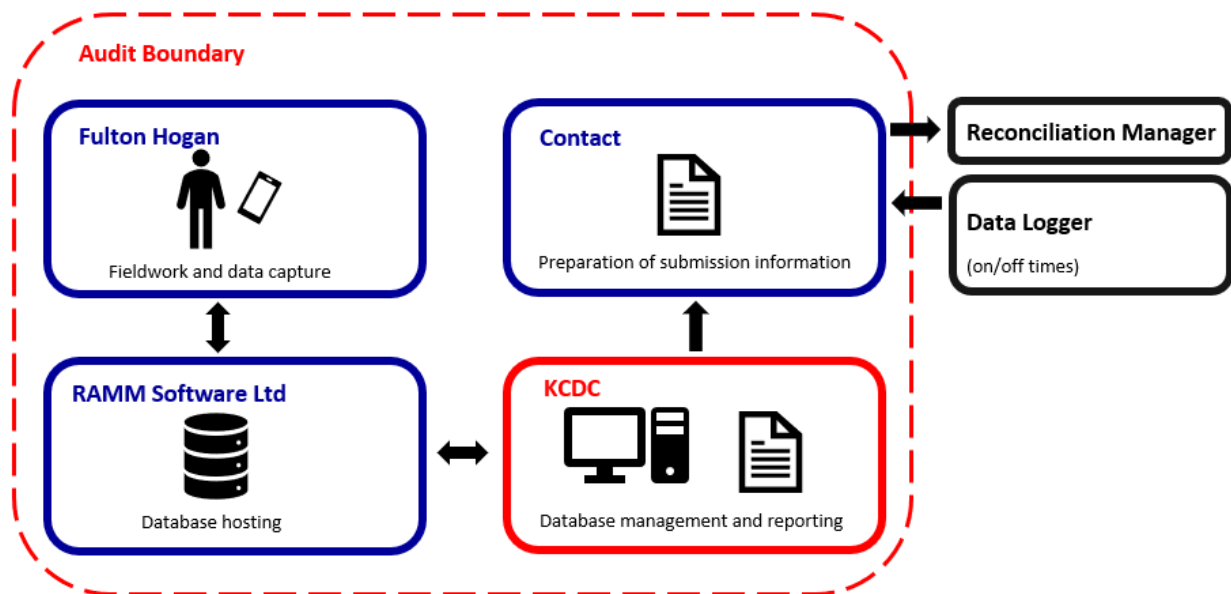 Audit Boundary
Fulton Hogan
Fieldwork and data capture
Contact
Preparation of submission information
Reconciliation Manager
Data Logger
(on/off times)
RAMM Software Ltd
Database hosting
KCDC
Database management and reporting